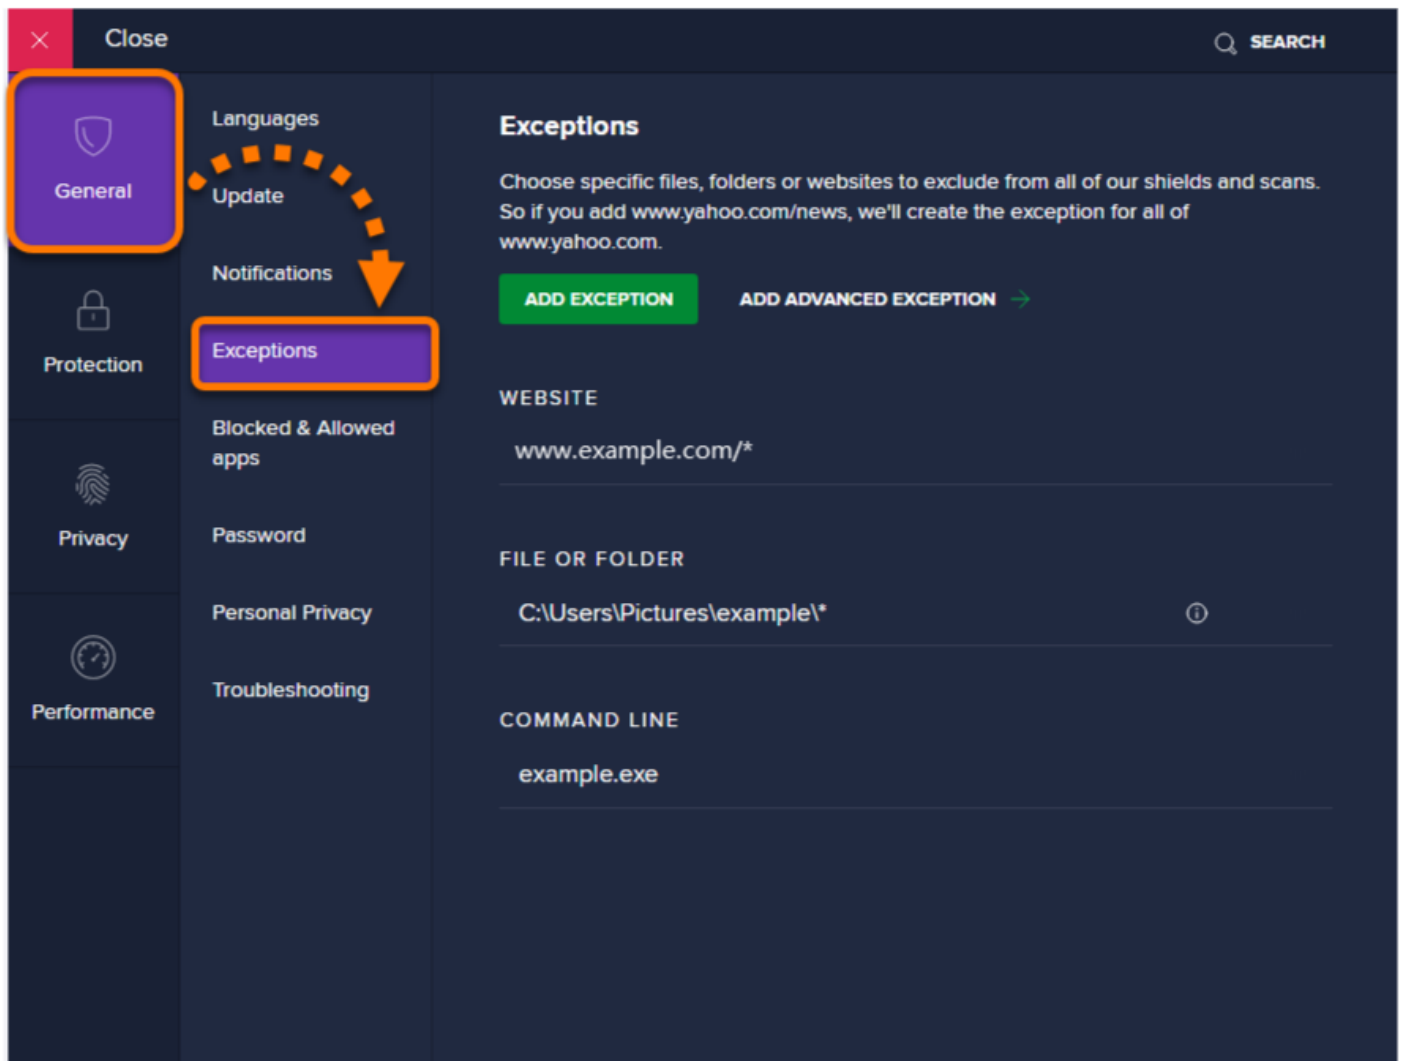 Close
SEARCH
General
Protection
Privacy
Performance
Languages
Update
Notifications
Exceptions
Blocked & Allowed
apps
Password
Personal Privacy
Troubleshooting
Exceptions
Choose specific files, folders or websites to exclude from all of our shields and scans.
So if you add www.yahoo.com/news, we'll create the exception for all of
www.yahoo.com.
ADD EXCEPTION
ADD ADVANCED EXCEPTION
WEBSITE
www.example.com/*
FILE OR FOLDER
C:\Users\Pictures\example\*
COMMAND LINE
example.exe